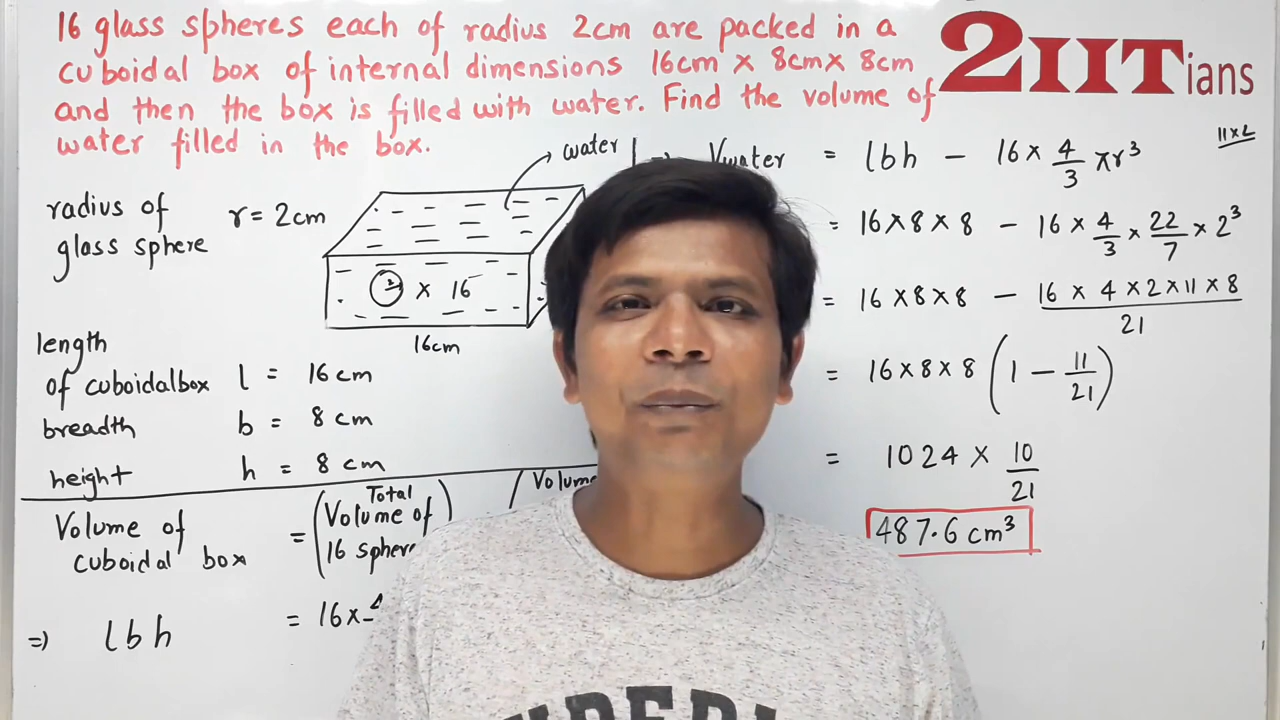 16 glass spheres each of radius 2cm are packed in a
cuboidal box of internal dimensions 16cm x 8cm x 8cm
and then the box is filled with water. Find the volume of
water filled in the box.
2IITians
11×2
water
radius of
glass sphere
r = 2cm
× 16
16cm
length
of cuboidalbox l = 16 cm
breadth b = 8 cm
height h = 8 cm
Volume of
cuboidal box
= (Total
Volume of
16 sphere
(Volume
=) lbh = 16×
Vwater = lbh - 16 × 4/3 πr³
= 16×8×8 - 16 × 4/3 × 22/7 × 2³
= 16×8×8 - 16 × 4 × 2 × 11 × 8 / 21
= 16×8×8 (1 - 11/21)
= 1024 × 10/21
487.6 cm³